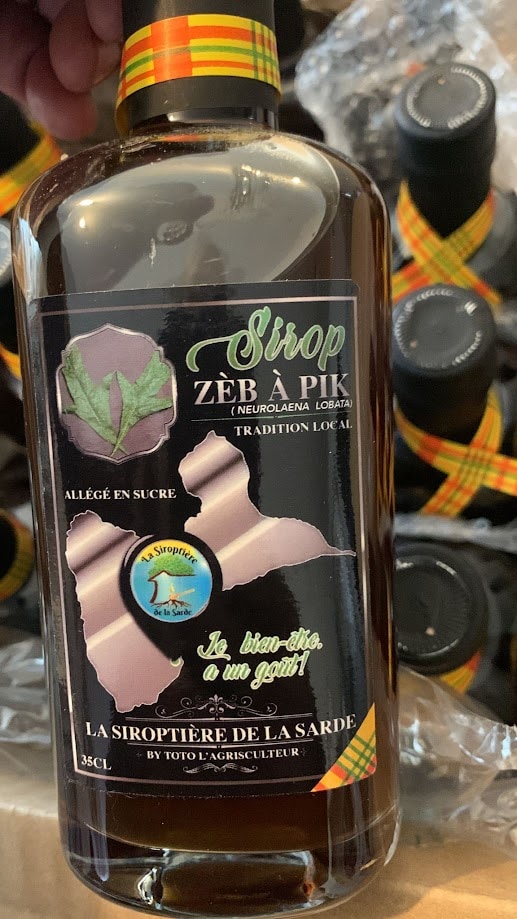 Sirop
ZÈB À PIK
( NEUROLAENA LOBATA)
TRADITION LOCAL
ALLÉGÉ EN SUCRE
La Siroptière
de la Sarde
Le bien-être,
a un goût!
LA SIROPTIÈRE DE LA SARDE
BY TOTO L'AGRISCULTEUR
35CL